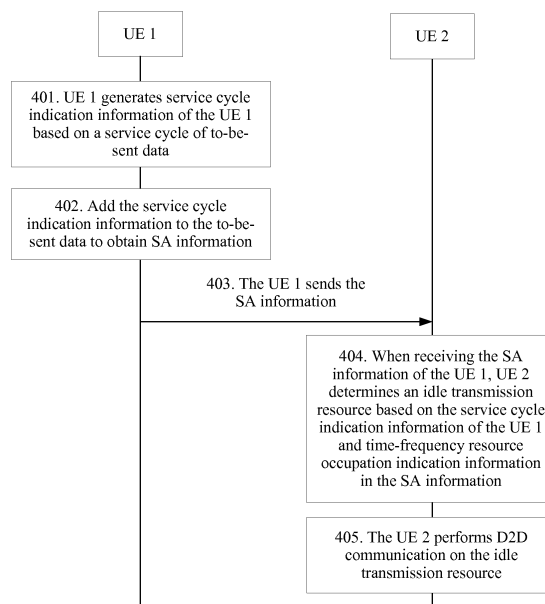 UE 1
UE 2
401. UE 1 generates service cycle
indication information of the UE 1
based on a service cycle of to-be-
sent data
402. Add the service cycle
indication information to the to-be-
sent data to obtain SA information
403. The UE 1 sends the
SA information
404. When receiving the SA
information of the UE 1, UE 2
determines an idle transmission
resource based on the service cycle
indication information of the UE 1
and time-frequency resource
occupation indication information
in the SA information
405. The UE 2 performs D2D
communication on the idle
transmission resource